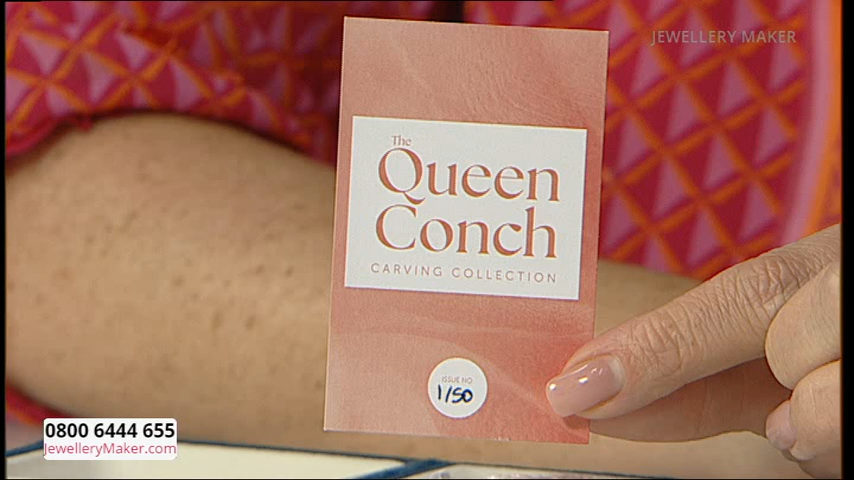 JEWELLERY MAKER
The
Queen
Conch
CARVING COLLECTION
ISSUE NO.
1/50
0800 6444 655
JewelleryMaker.com